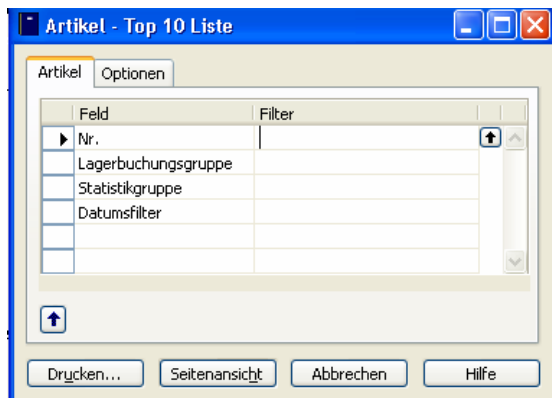 Artikel - Top 10 Liste
Artikel Optionen
Feld Filter
Nr.
Lagerbuchungsgruppe
Statistikgruppe
Datumsfilter
Drucken... Seitenansicht Abbrechen Hilfe